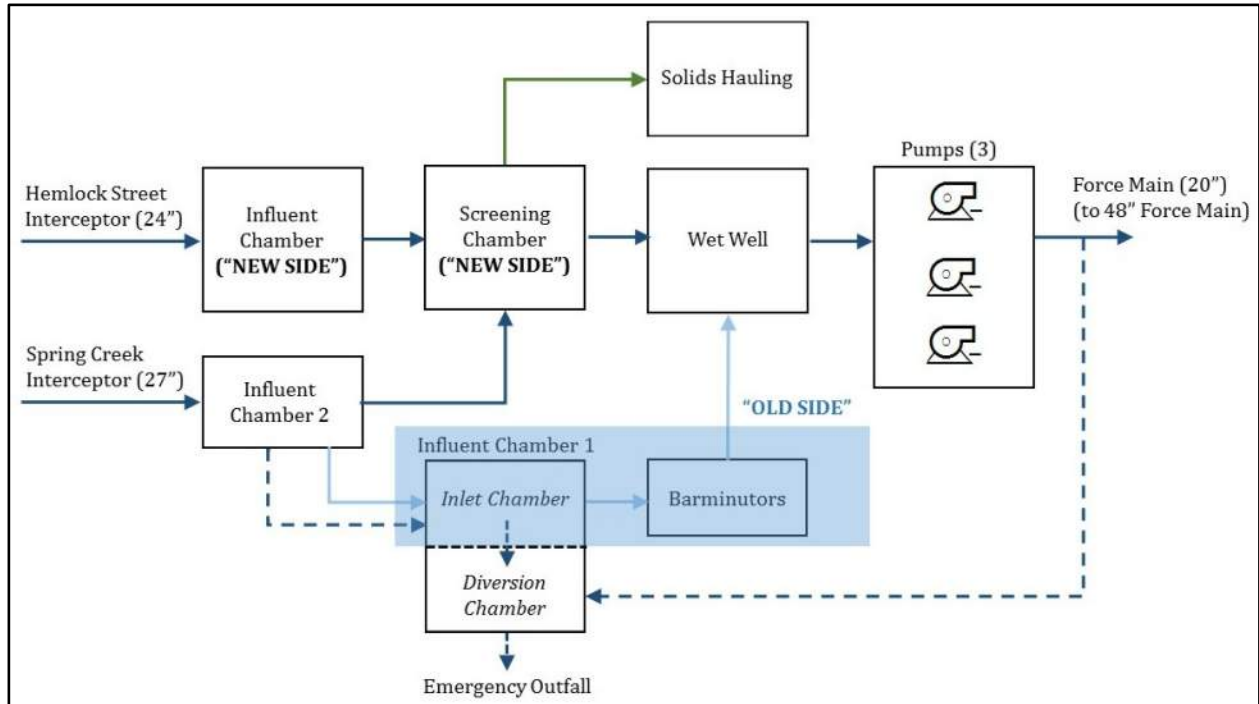 Solids Hauling
Pumps (3)
Hemlock Street
Interceptor (24”)
Influent
Chamber
(“NEW SIDE”)
Screening
Chamber
(“NEW SIDE”)
Wet Well
Force Main (20”)
(to 48” Force Main)
Spring Creek
Interceptor (27”)
Influent
Chamber 2
“OLD SIDE”
Influent Chamber 1
Inlet Chamber
Barminutors
Diversion
Chamber
Emergency Outfall